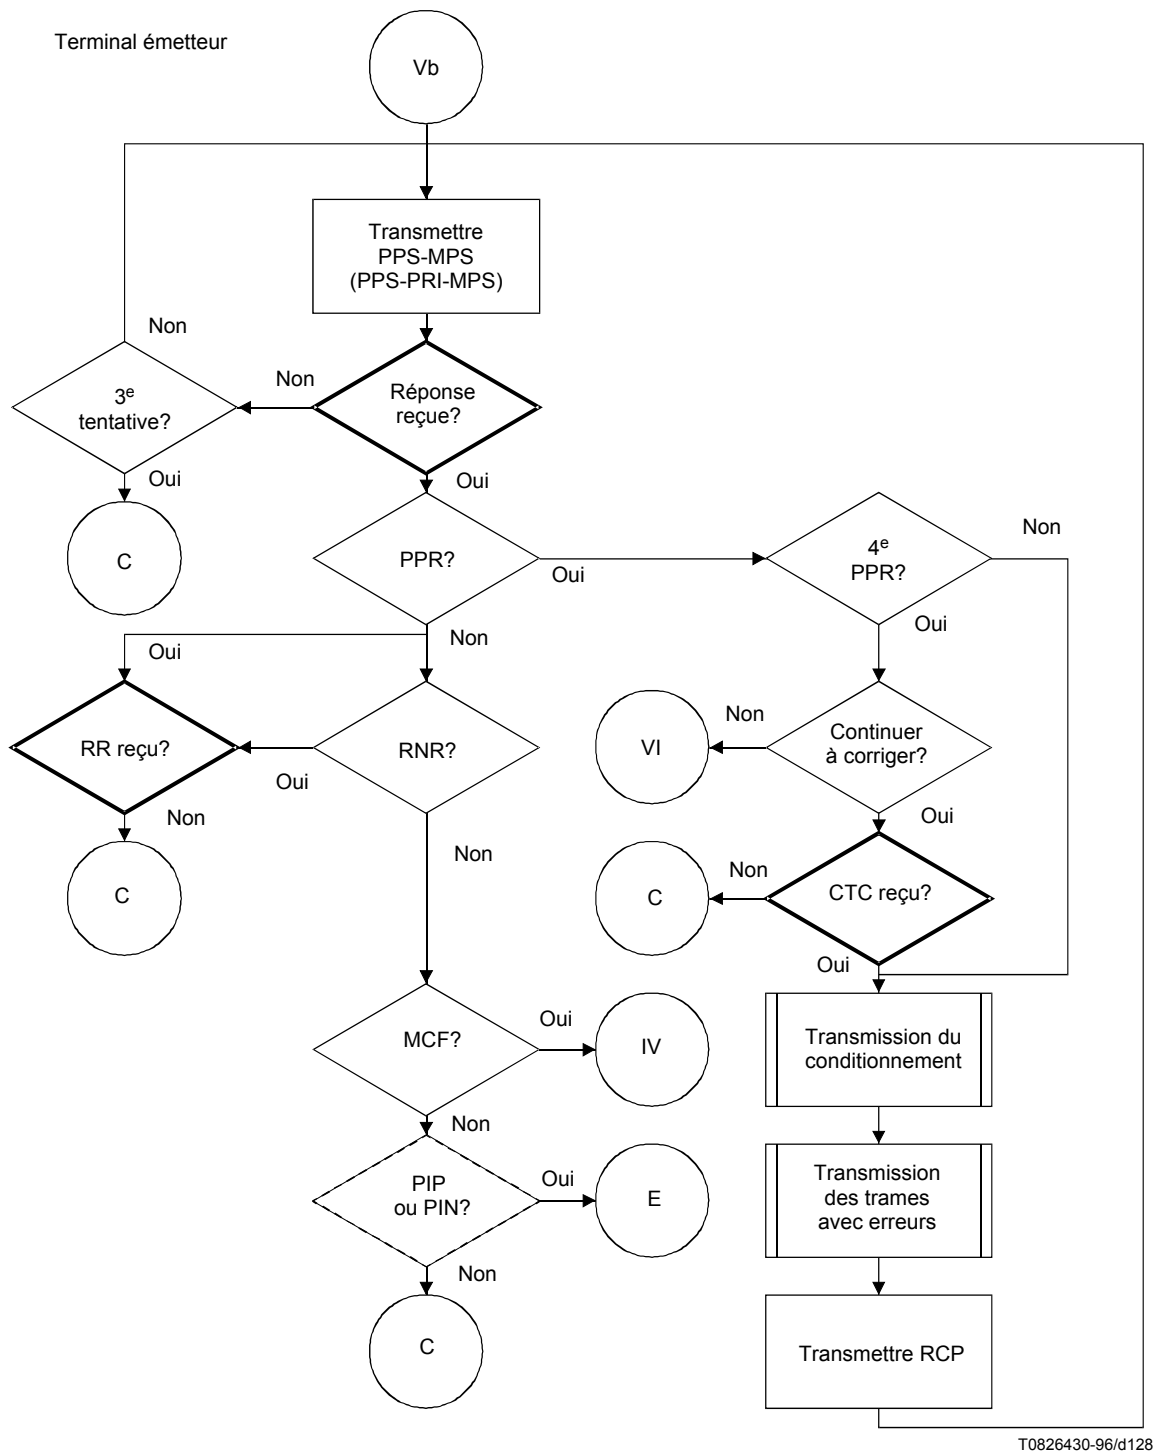 Terminal émetteur
Vb
Transmettre
PPS-MPS
(PPS-PRI-MPS)
Non
3e
tentative?
Non
Réponse
reçue?
Oui
Oui
C
PPR?
Oui
4e
PPR?
Non
Non
Oui
Oui
RR reçu?
Oui
RNR?
VI
Non
Continuer
à corriger?
Non
Oui
C
Non
C
Non
CTC reçu?
Oui
MCF?
Oui
IV
Transmission du
conditionnement
Non
PIP
ou PIN?
Oui
E
Transmission
des trames
avec erreurs
Non
C
Transmettre RCP
T0826430-96/d128